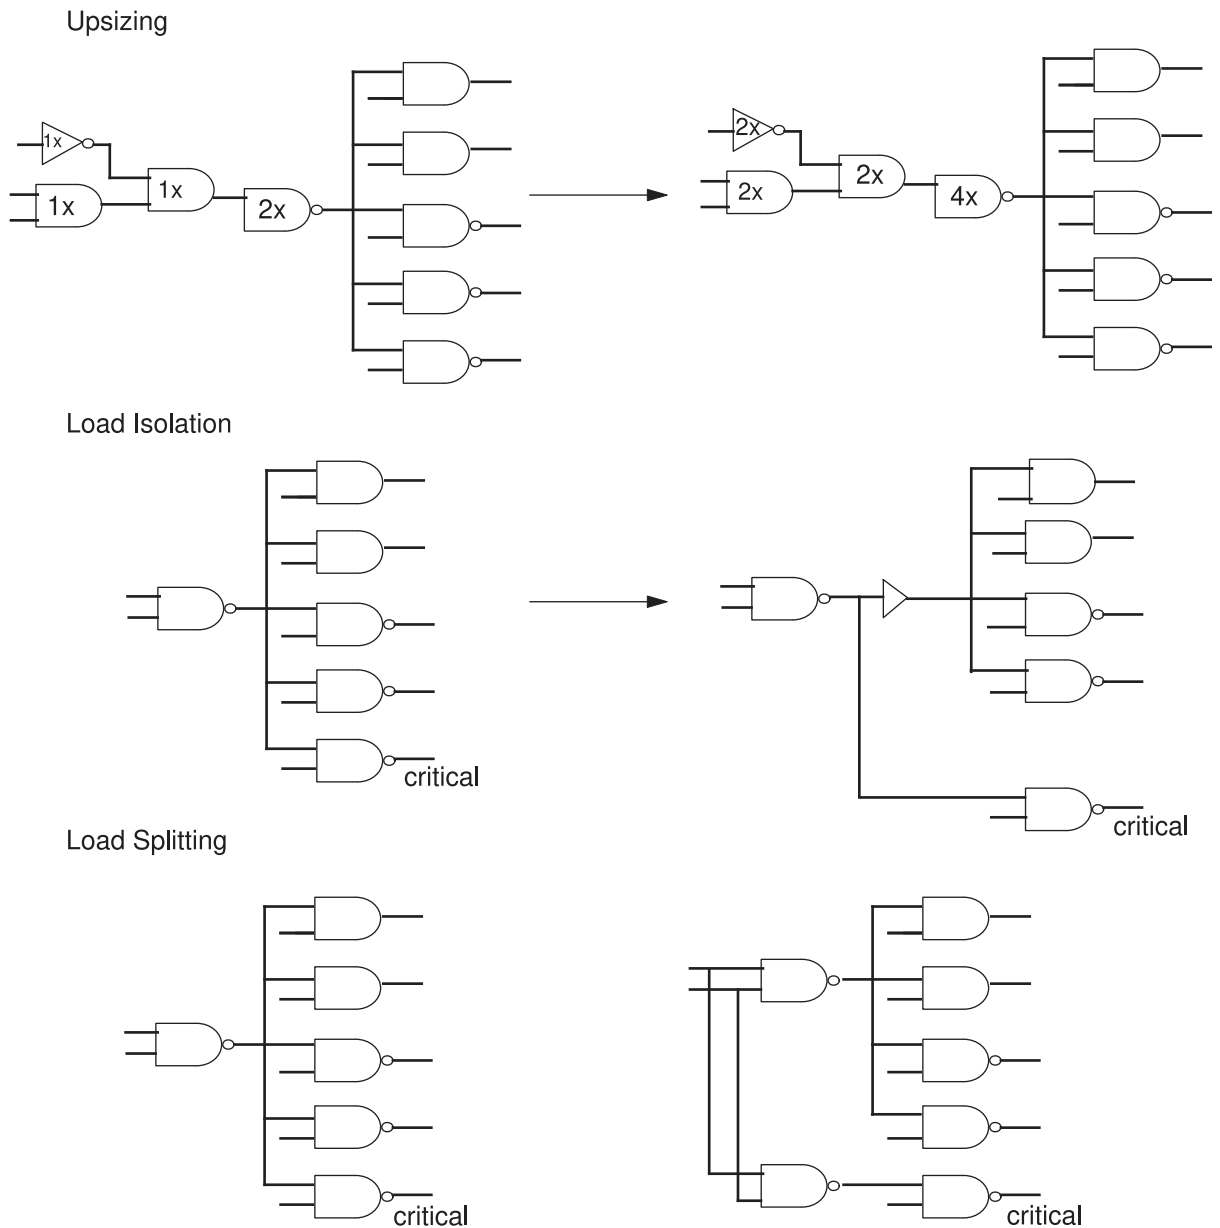 Upsizing
1x
1x
1x
2x
2x
2x
2x
4x
Load Isolation
critical
critical
Load Splitting
critical
critical